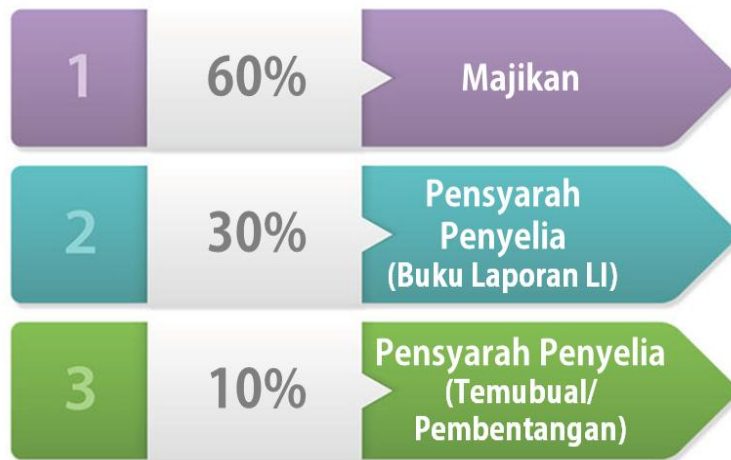 1
60%
Majikan
2
30%
Pensyarah
Penyelia
(Buku Laporan LI)
3
10%
Pensyarah Penyelia
(Temubual/
Pembentangan)